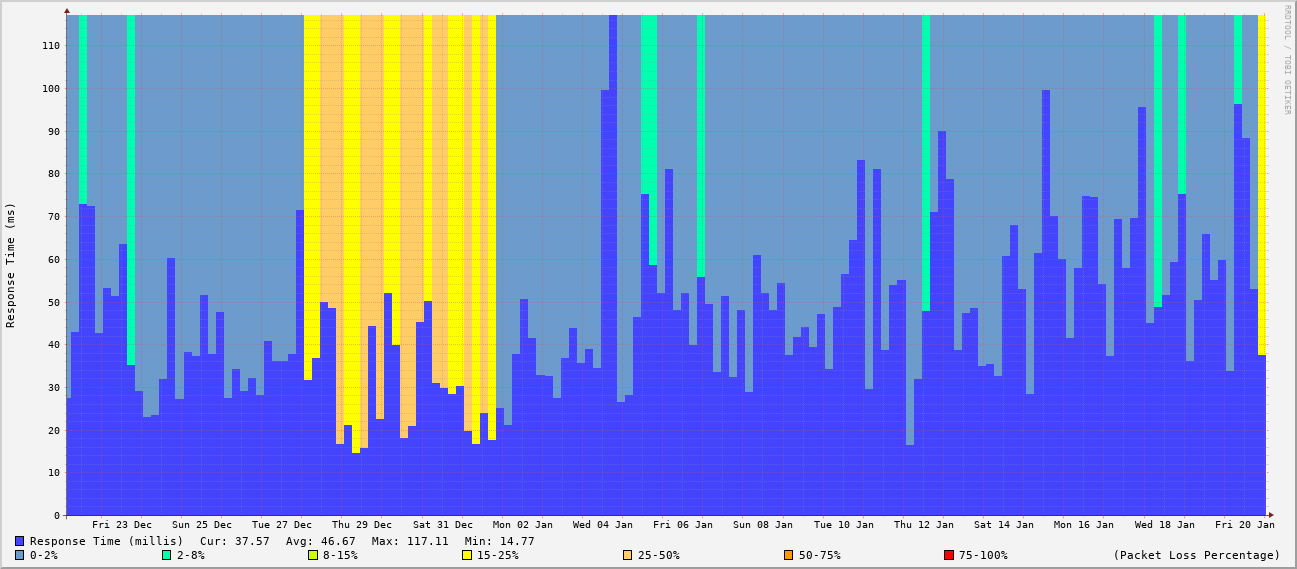 RRDTOOL / TOBI OETIKER
Response Time (ms)
110
100
90
80
70
60
50
40
30
20
10
0
Fri 23 Dec Sun 25 Dec Tue 27 Dec Thu 29 Dec Sat 31 Dec Mon 02 Jan Wed 04 Jan Fri 06 Jan Sun 08 Jan Tue 10 Jan Thu 12 Jan Sat 14 Jan Mon 16 Jan Wed 18 Jan Fri 20 Jan
Response Time (millis) Cur: 37.57 Avg: 46.67 Max: 117.11 Min: 14.77
0-2% 2-8% 8-15% 15-25% 25-50% 50-75% 75-100% (Packet Loss Percentage)